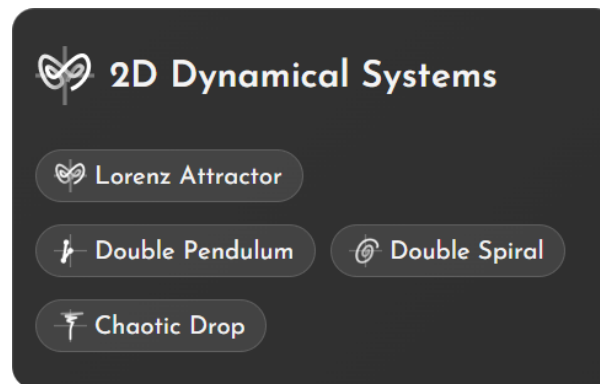 2D Dynamical Systems
Lorenz Attractor
Double Pendulum Double Spiral
Chaotic Drop